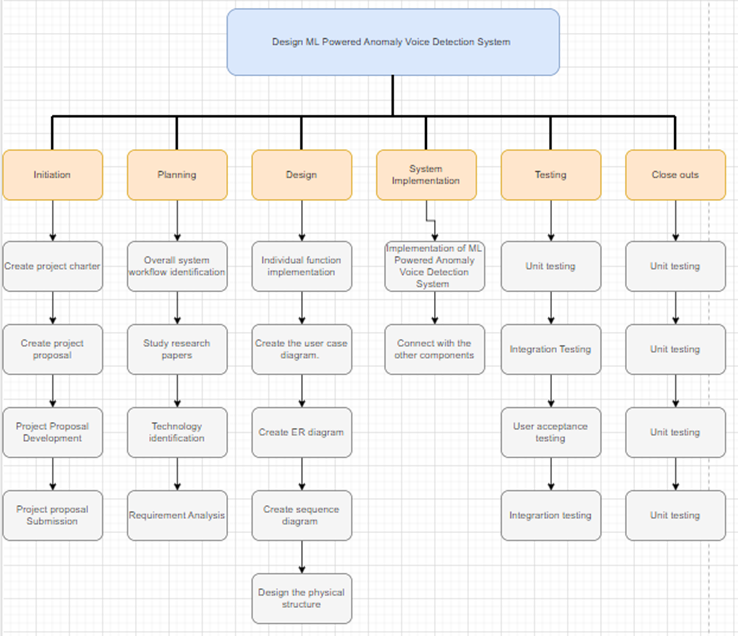 Design ML Powered Anomaly Voice Detection System
Initiation
Planning
Design
System
Implementation
Testing
Close outs
Create project charter
Overall system
workflow identification
Individual function
implementation
Implementation of ML
Powered Anomaly
Voice Detection
System
Unit testing
Unit testing
Create project
proposal
Study research
papers
Create the user case
diagram.
Connect with the
other components
Integration Testing
Unit testing
Project Proposal
Development
Technology
identification
Create ER diagram
User acceptance
testing
Unit testing
Project proposal
Submission
Requirement Analysis
Create sequence
diagram
Integrartion testing
Unit testing
Design the physical
structure